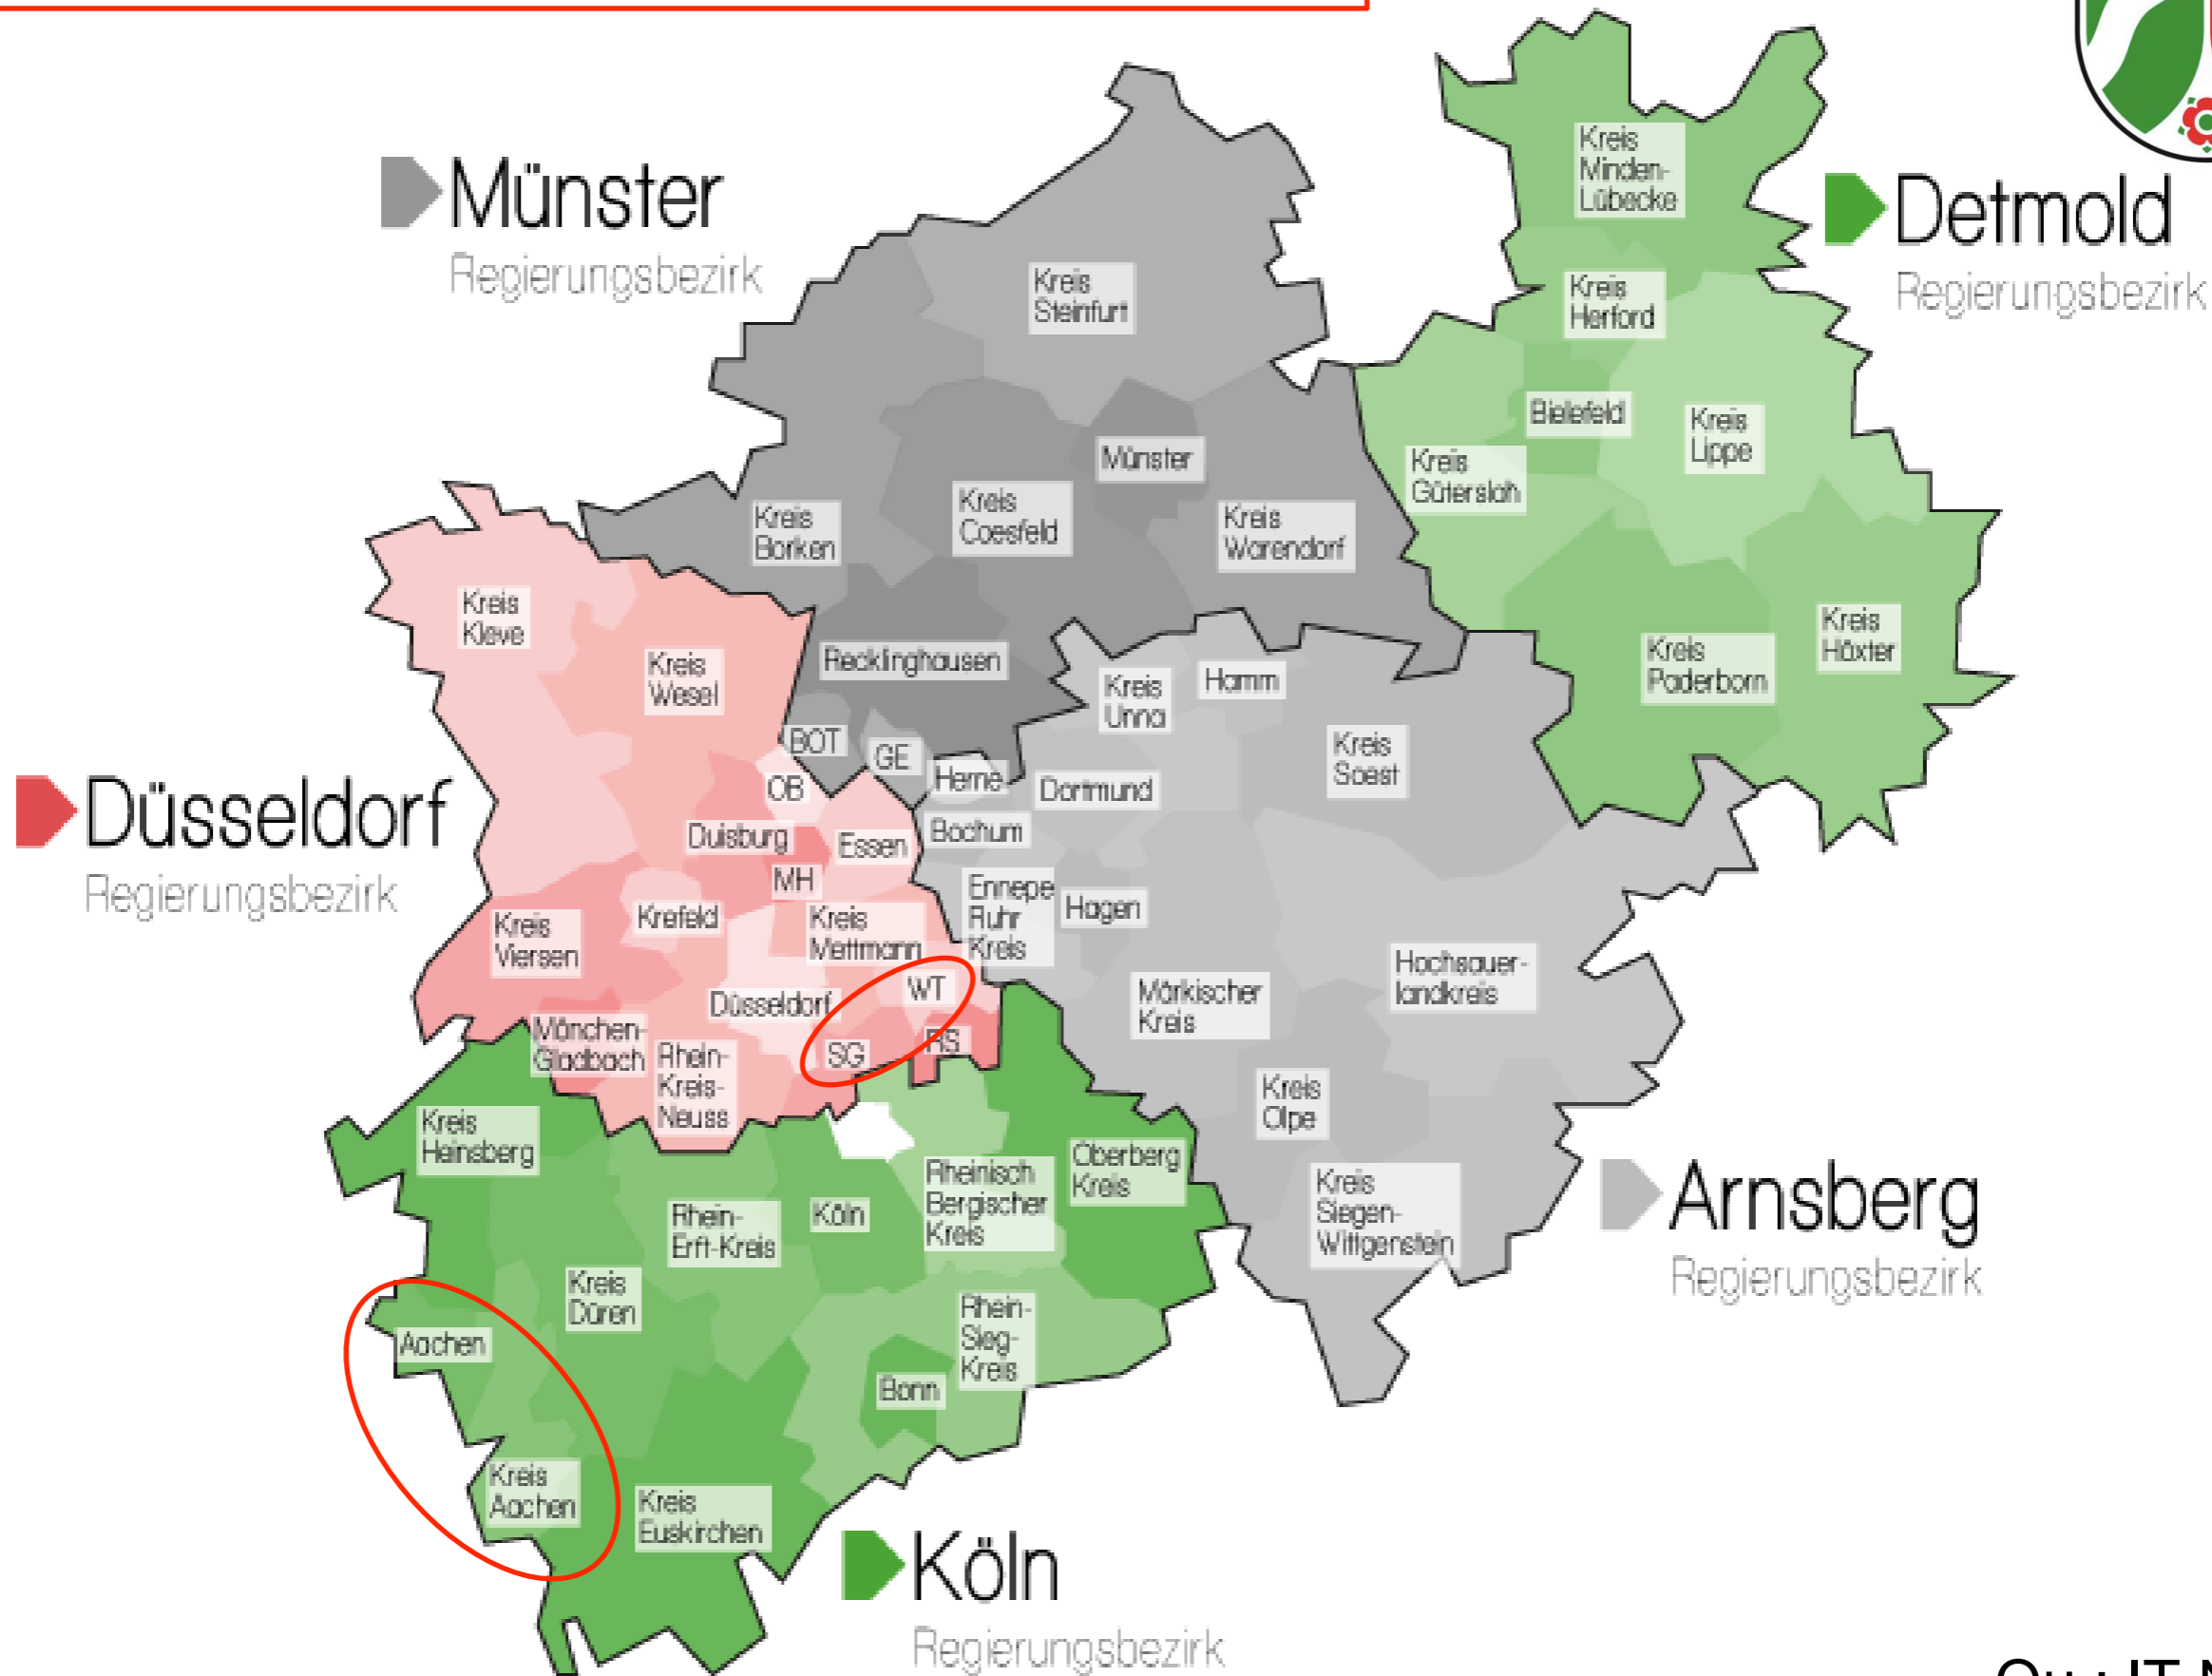 Münster
Regierungsbezirk
Detmold
Regierungsbezirk
Kreis
Minden-
Lübecke
Kreis
Steinfurt
Kreis
Herford
Bielefeld
Kreis
Lippe
Münster
Kreis
Gütersloh
Kreis
Coesfeld
Kreis
Borken
Kreis
Warendorf
Kreis
Kleve
Kreis
Wesel
Recklinghausen
Kreis
Unna
Hamm
Kreis
Paderborn
Kreis
Höxter
BOT
GE
Herne
Kreis
Soest
OB
Dortmund
Düsseldorf
Regierungsbezirk
Duisburg
Essen
Bochum
MH
Ennepe
Ruhr
Kreis
Hagen
Kreis
Viersen
Krefeld
Kreis
Mettmann
Hochsauer-
landkreis
Düsseldorf
WT
Märkischer
Kreis
Mönchen-
Gladbach
Rhein-
Kreis-
Neuss
SG
RS
Kreis
Olpe
Kreis
Heinsberg
Rheinisch
Bergischer
Kreis
Oberberg
Kreis
Kreis
Siegen-
Wittgenstein
Arnsberg
Regierungsbezirk
Rhein-
Erft-Kreis
Köln
Kreis
Düren
Aachen
Rhein-
Sieg-
Kreis
Bonn
Kreis
Aachen
Kreis
Euskirchen
Köln
Regierungsbezirk